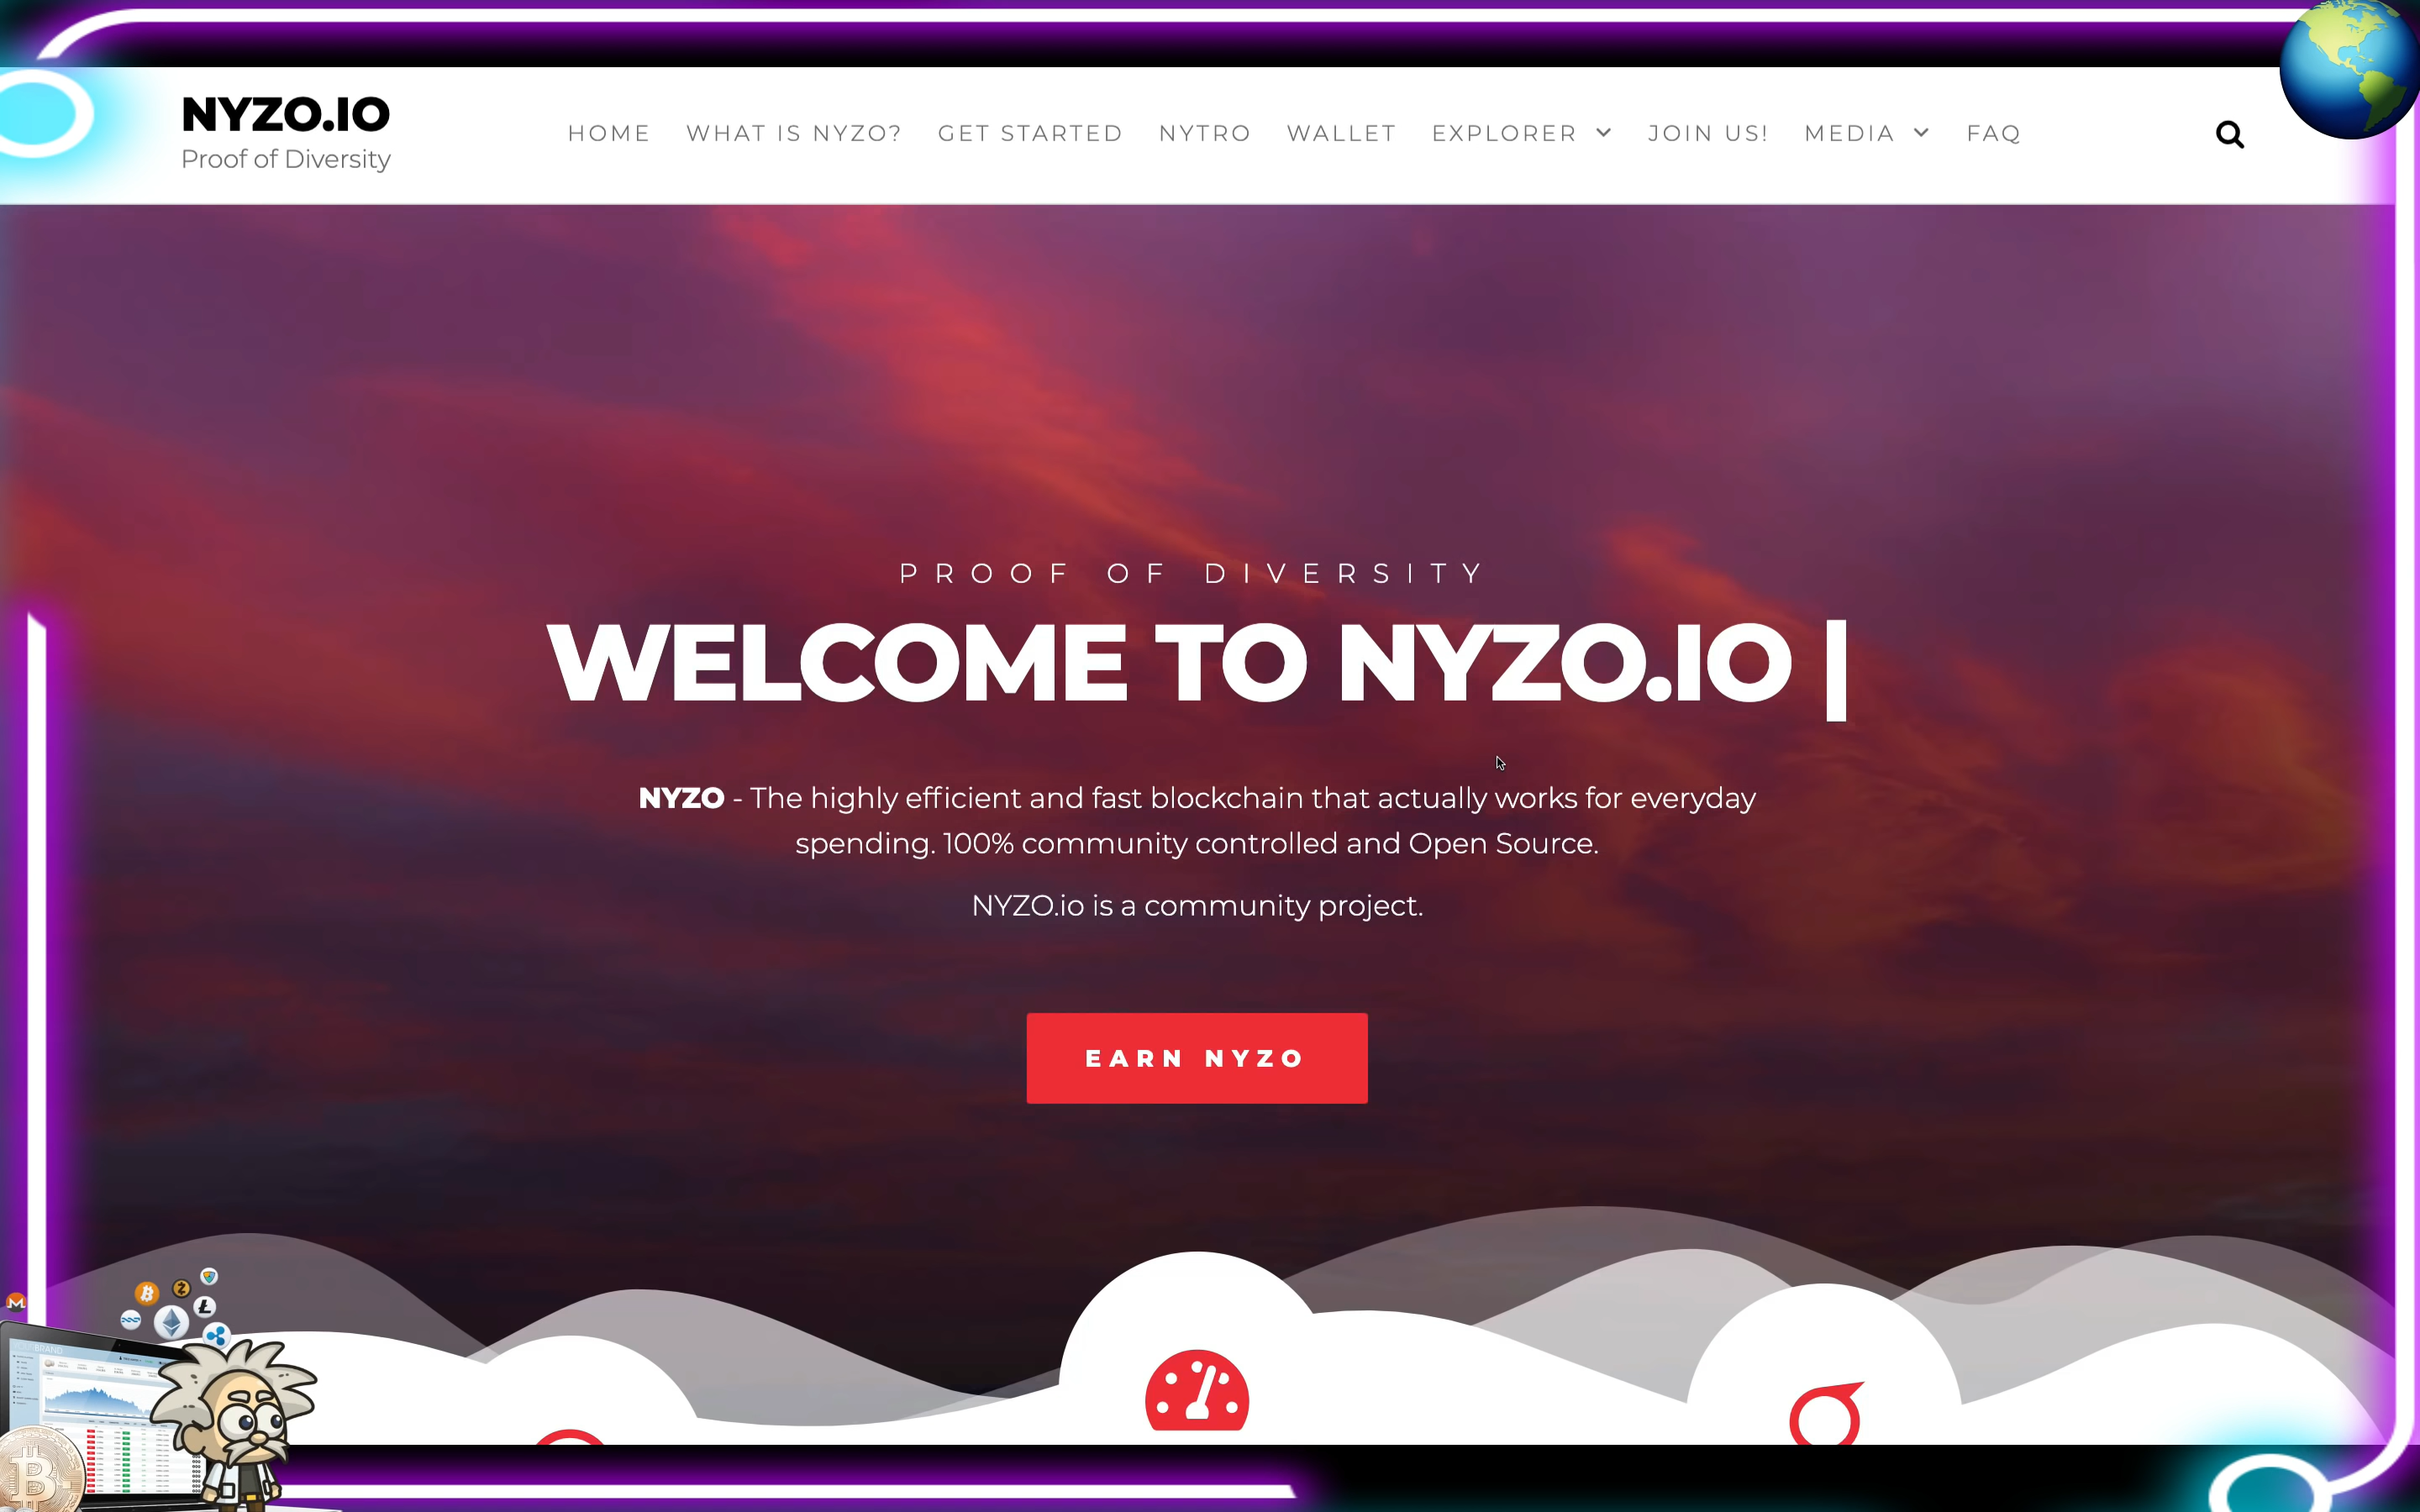 NYZO.IO
Proof of Diversity
HOME WHAT IS NYZO? GET STARTED NYTRO WALLET EXPLORER JOIN US! MEDIA FAQ
PROOF OF DIVERSITY
WELCOME TO NYZO.IO |
NYZO - The highly efficient and fast blockchain that actually works for everyday
spending. 100% community controlled and Open Source.
NYZO.io is a community project.
EARN NYZO